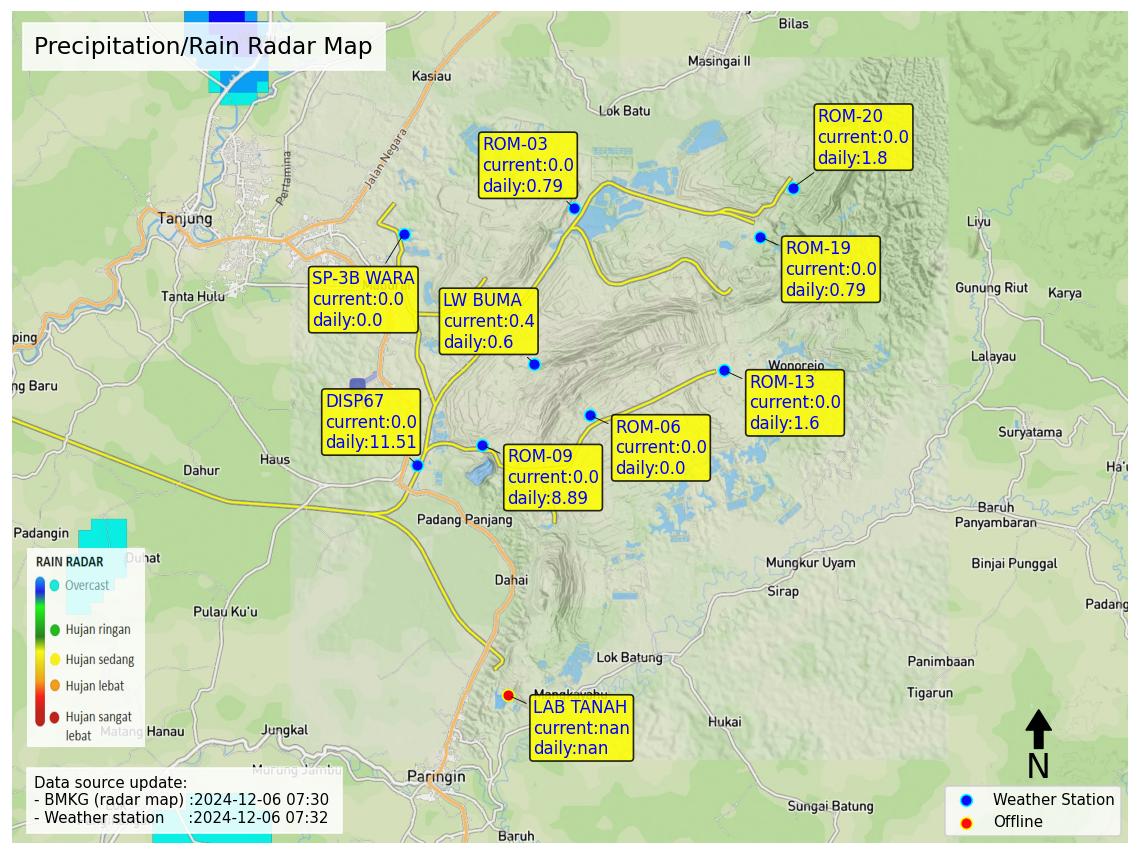 Precipitation/Rain Radar Map
Bilas
Masingai II
Kasiau
Lok Batu
Jalan Negara
Pertamina
Tanjung
Tanta Hulu
ROM-03
current:0.0
daily:0.79
ROM-20
current:0.0
daily:1.8
ROM-19
current:0.0
daily:0.79
Liyu
Gunung Riut
Karya
Lalayau
SP-3B WARA
current:0.0
daily:0.0
LW BUMA
current:0.4
daily:0.6
ping
ng Baru
Wonorejo
ROM-13
current:0.0
daily:1.6
DISP67
current:0.0
daily:11.51
ROM-06
current:0.0
daily:0.0
ROM-09
current:0.0
daily:8.89
Suryatama
Ha'u
Dahur
Haus
Padang Panjang
Baruh
Panyambaran
Padangin
Duhat
Binjai Punggal
Mungkur Uyam
Dahai
Sirap
Padang
Pulau Ku'u
RAIN RADAR
Overcast
Hujan ringan
Hujan sedang
Hujan lebat
Hujan sangat
lebat
Lok Batung
Panimbaan
Tigarun
Mangkayahu
LAB TANAH
current:nan
daily:nan
Hukai
Matang Hanau
Jungkal
Murung Jambu
Paringin
Sungai Batung
Baruh
Data source update:
- BMKG (radar map) :2024-12-06 07:30
- Weather station :2024-12-06 07:32
N
Weather Station
Offline